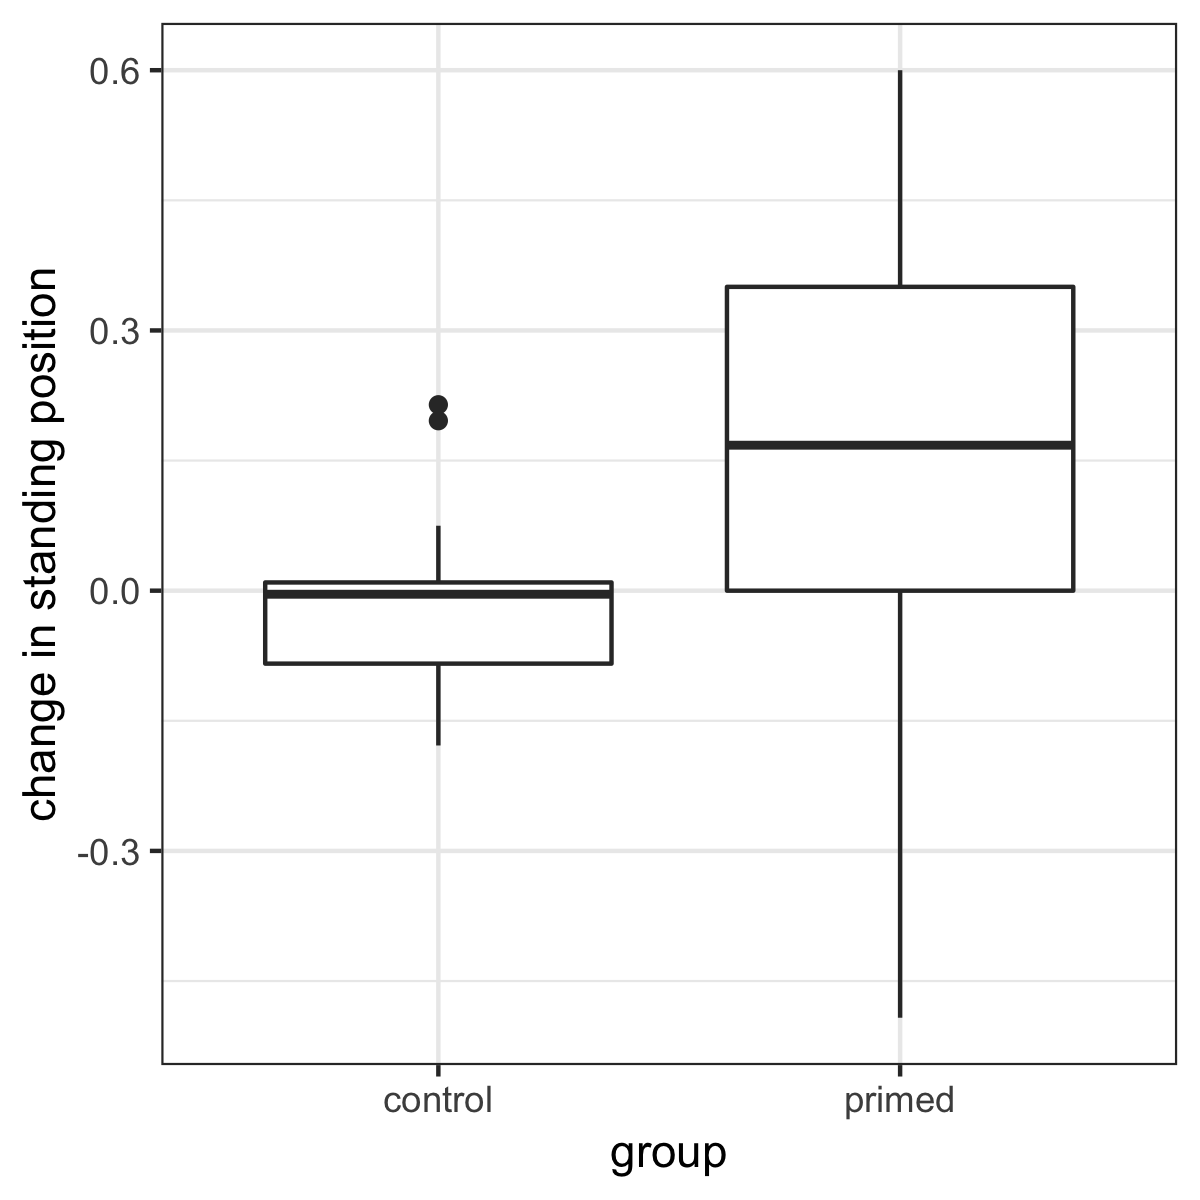 change in standing position
0.6
0.3
0.0
-0.3
control
primed
group